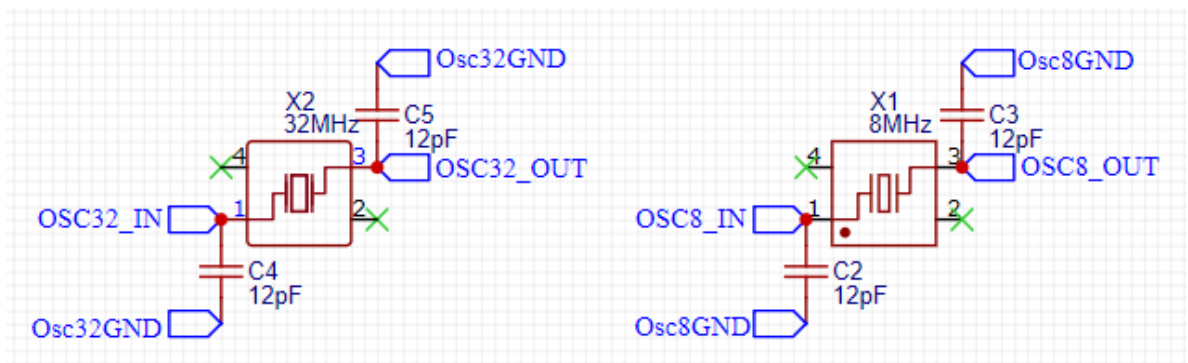 Osc32GND
X2
32MHz
C5
12pF
4
3
OSC32_OUT
OSC32_IN
1
2
C4
12pF
Osc32GND
Osc8GND
X1
8MHz
C3
12pF
4
3
OSC8_OUT
OSC8_IN
1
2
C2
12pF
Osc8GND